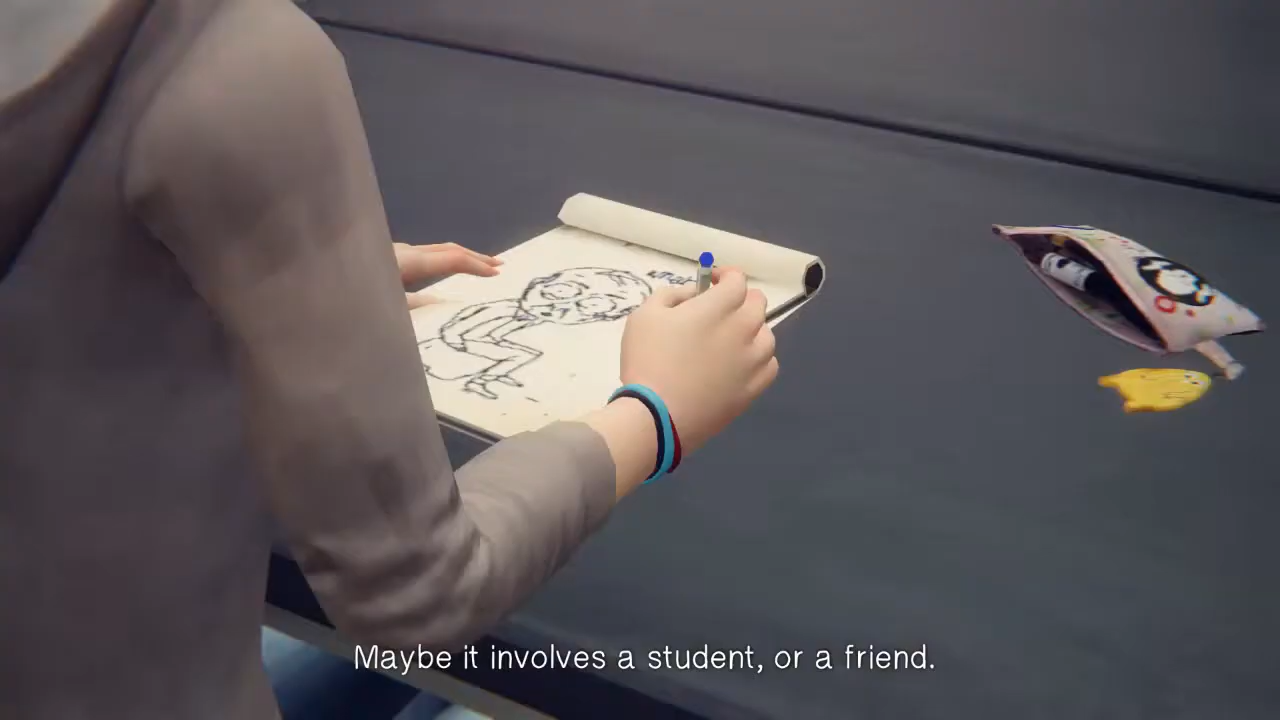 Maybe it involves a student, or a friend.